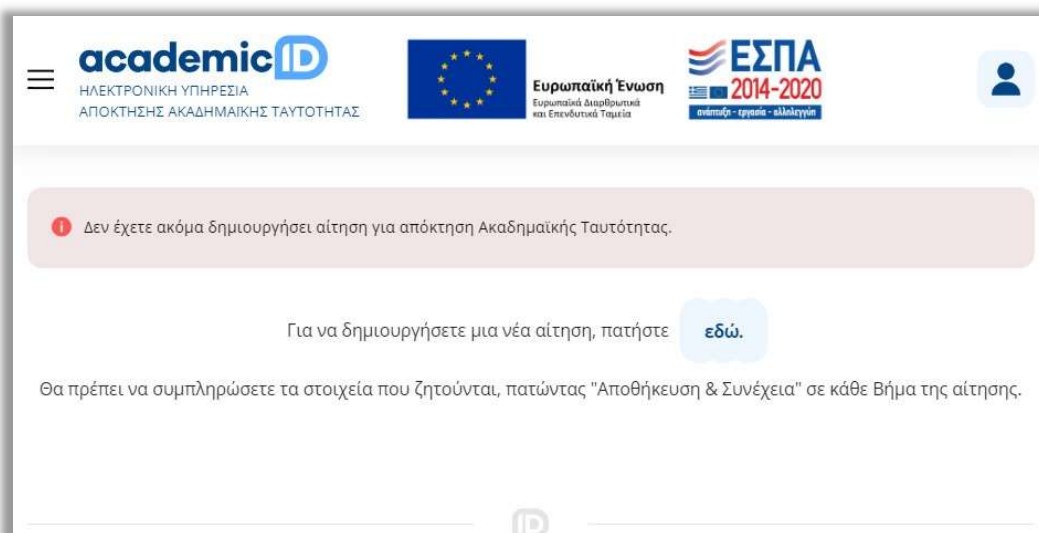 academicID
ΗΛΕΚΤΡΟΝΙΚΗ ΥΠΗΡΕΣΙΑ
ΑΠΟΚΤΗΣΗΣ ΑΚΑΔΗΜΑΪΚΗΣ ΤΑΥΤΟΤΗΤΑΣ
Ευρωπαϊκή Ένωση
Ευρωπαϊκά Διαρθρωτικά
και Επενδυτικά Ταμεία
ΕΣΠΑ
2014-2020
ανάπτυξη - εργασία - αλληλεγγύη
Δεν έχετε ακόμα δημιουργήσει αίτηση για απόκτηση Ακαδημαϊκής Ταυτότητας.
Για να δημιουργήσετε μια νέα αίτηση, πατήστε εδώ.
Θα πρέπει να συμπληρώσετε τα στοιχεία που ζητούνται, πατώντας "Αποθήκευση & Συνέχεια" σε κάθε Βήμα της αίτησης.
ID